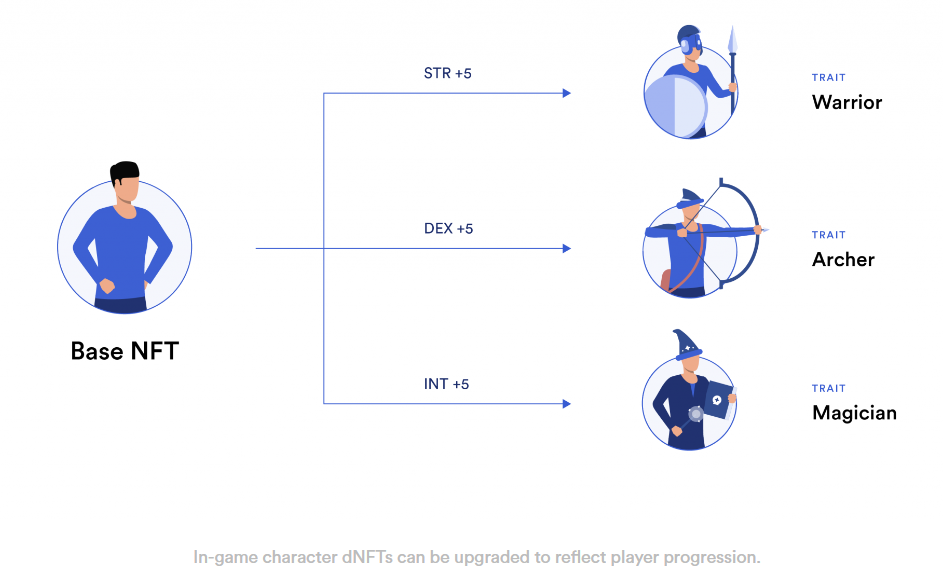 STR +5
TRAIT
Warrior
DEX +5
TRAIT
Archer
Base NFT
INT +5
TRAIT
Magician
In-game character dNFTs can be upgraded to reflect player progression.